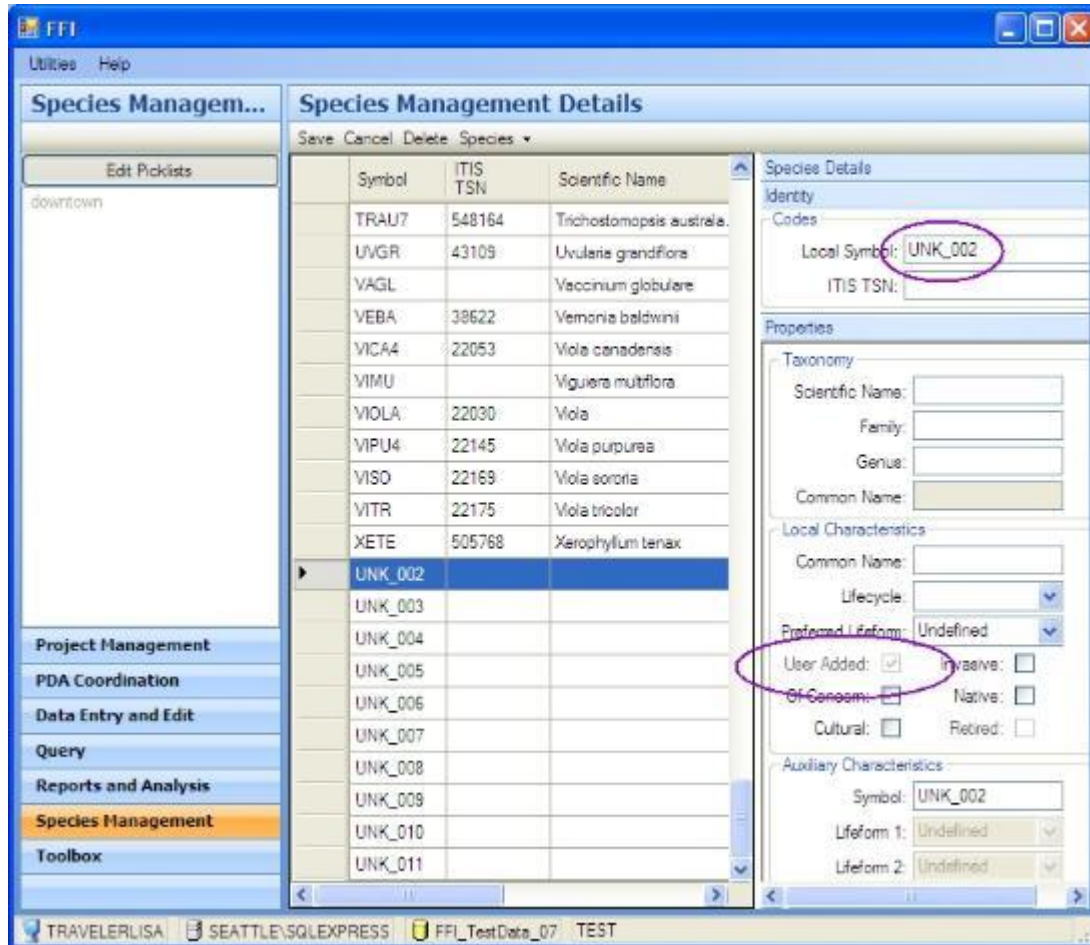 FFI
Utilities Help
Species Managem...
Edit Picklists
downtown
Project Management
PDA Coordination
Data Entry and Edit
Query
Reports and Analysis
Species Management
Toolbox
Species Management Details
Save Cancel Delete Species
Symbol ITIS TSN Scientific Name
TRAU7 548164 Trichostomopsis australa.
UVGR 43109 Uvularia grandflora
VAGL Vaccinium globulare
VEBA 38622 Vernonia baldwinii
VICA4 22053 Viola canadensis
VIMU Viguiera multiflora
VIOLA 22030 Viola
VIPU4 22145 Viola purpurea
VISO 22169 Viola sororia
VITR 22175 Viola tricolor
XETE 505768 Xerophyllum tenax
UNK_002
UNK_003
UNK_004
UNK_005
UNK_006
UNK_007
UNK_008
UNK_009
UNK_010
UNK_011
Species Details
Identity
Codes
Local Symbol: UNK_002
ITIS TSN:
Properties
Taxonomy
Scientific Name:
Family:
Genus:
Common Name:
Local Characteristics
Common Name:
Lifecycle:
Preferred Lifeform: Undefined
User Added: Invasive:
Of Concern: Native:
Cultural: Retired:
Auxiliary Characteristics
Symbol: UNK_002
Lifeform 1: Undefined
Lifeform 2: Undefined
TRAVELERLISA SEATTLE\SQLEXPRESS FFI_TestData_07 TEST